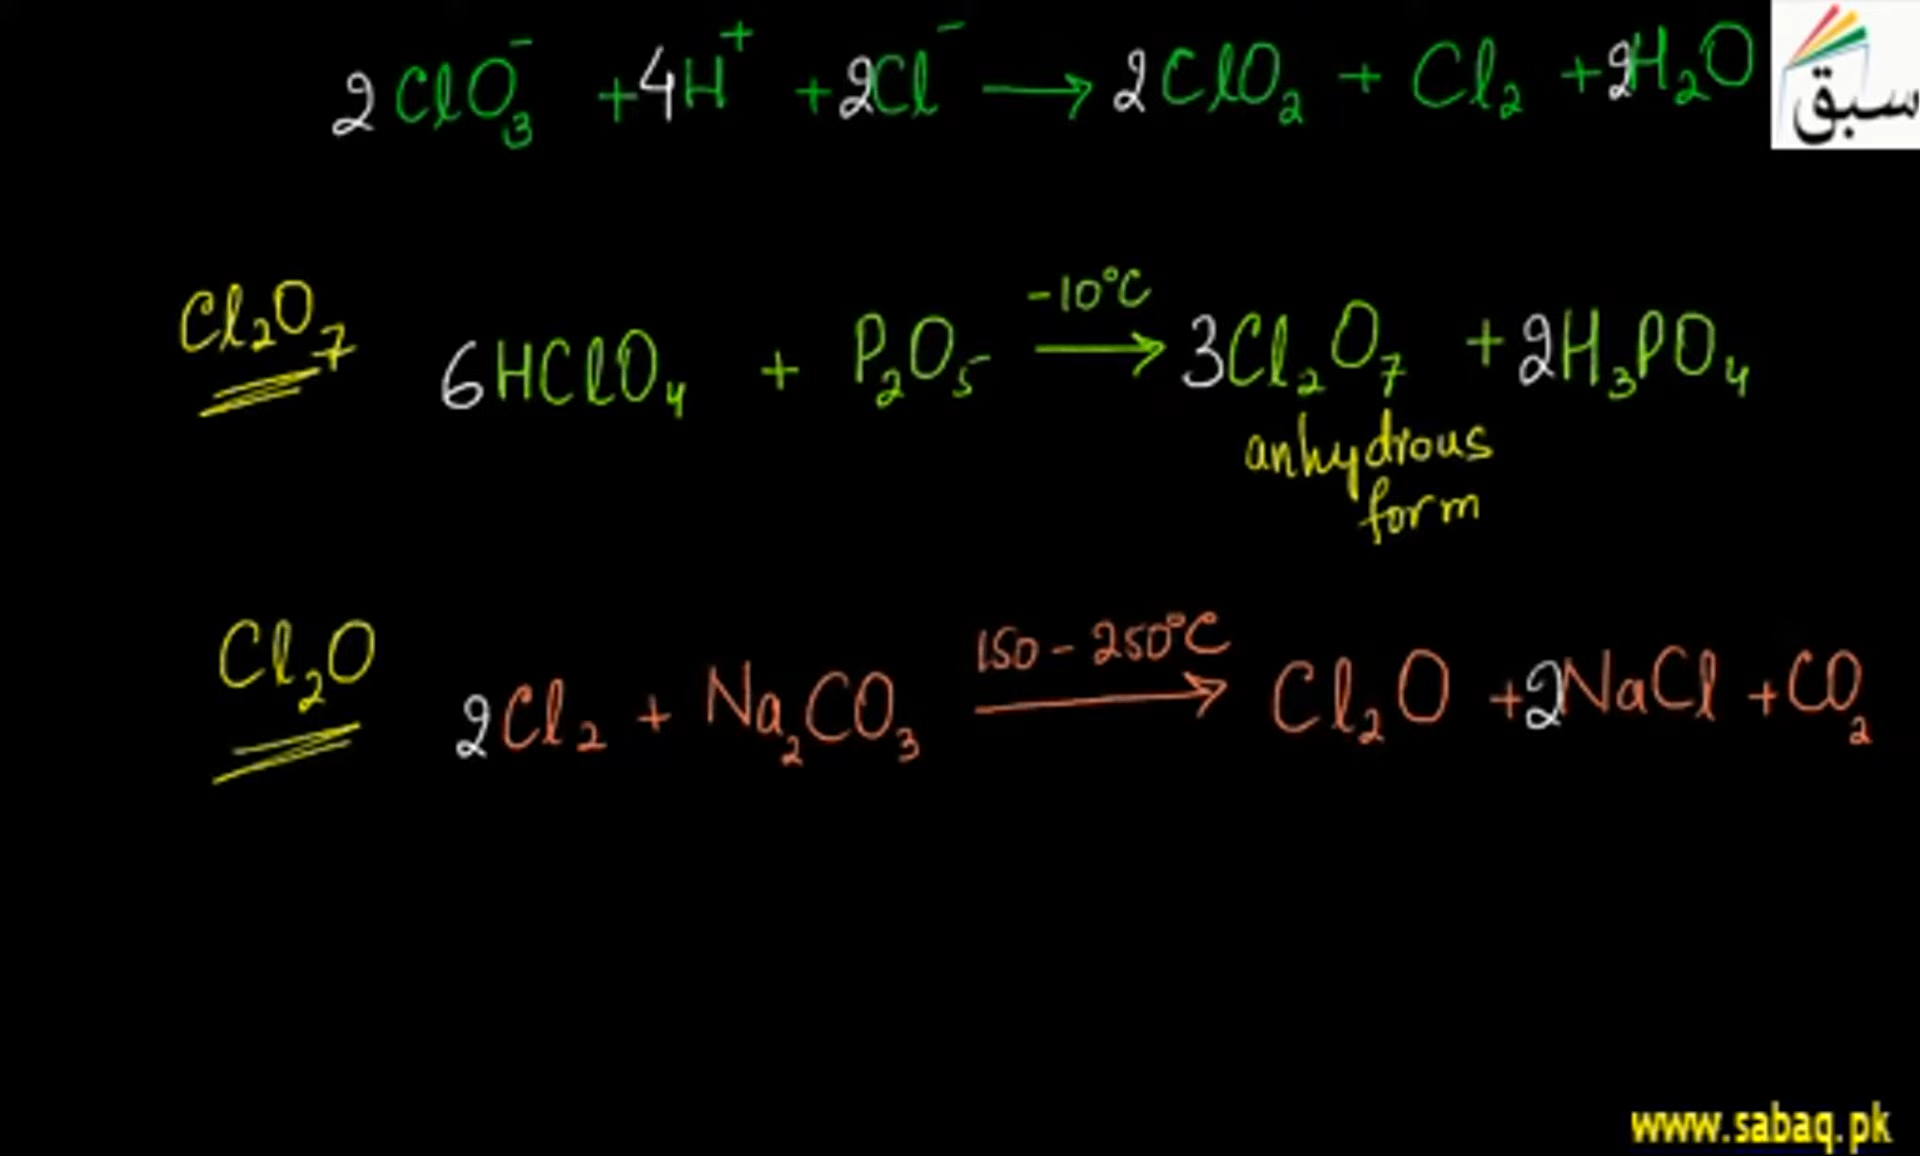 2ClO₃⁻ + 4H⁺ + 2Cl⁻ → 2ClO₂ + Cl₂ + 2H₂O
سبق
Cl₂O₇
6HClO₄ + P₂O₅ —-10°C→ 3Cl₂O₇ + 2H₃PO₄
anhydrous
form
Cl₂O
2Cl₂ + Na₂CO₃ —150 - 250°C→ Cl₂O + 2NaCl + CO₂
www.sabaq.pk